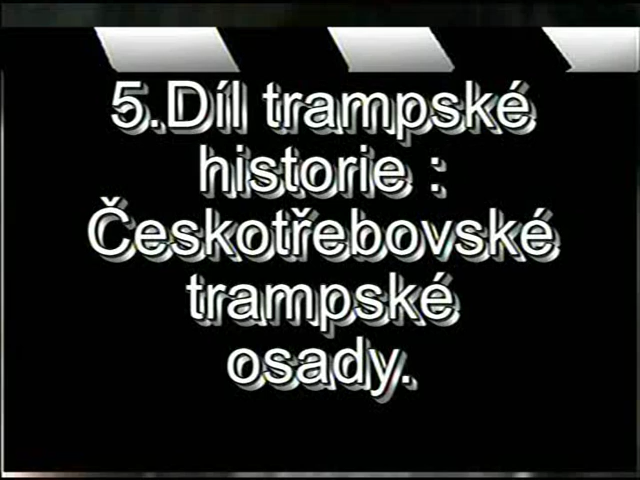 5.Díl trampské
historie :
Českotřebovské
trampské
osady.